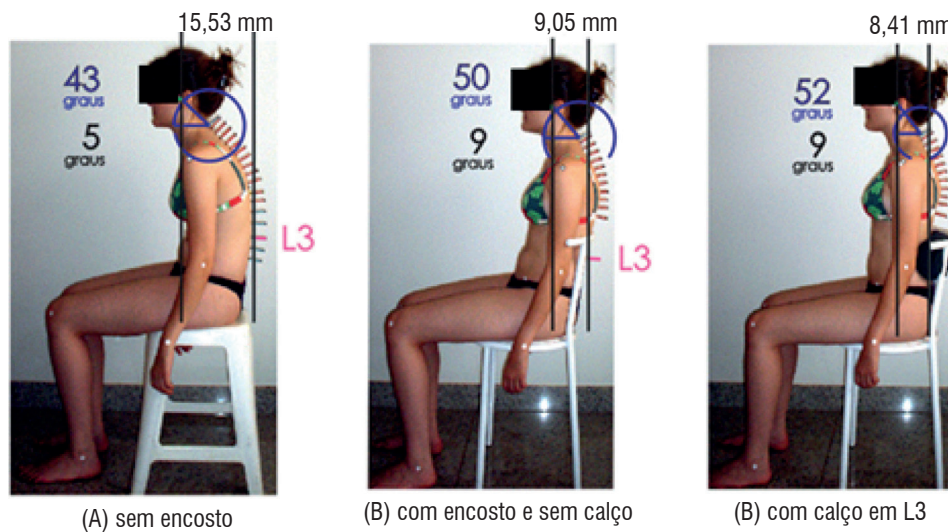 15,53 mm
43
graus
5
graus
L3
(A) sem encosto
9,05 mm
50
graus
9
graus
L3
(B) com encosto e sem calço
8,41 mm
52
graus
9
graus
(B) com calço em L3